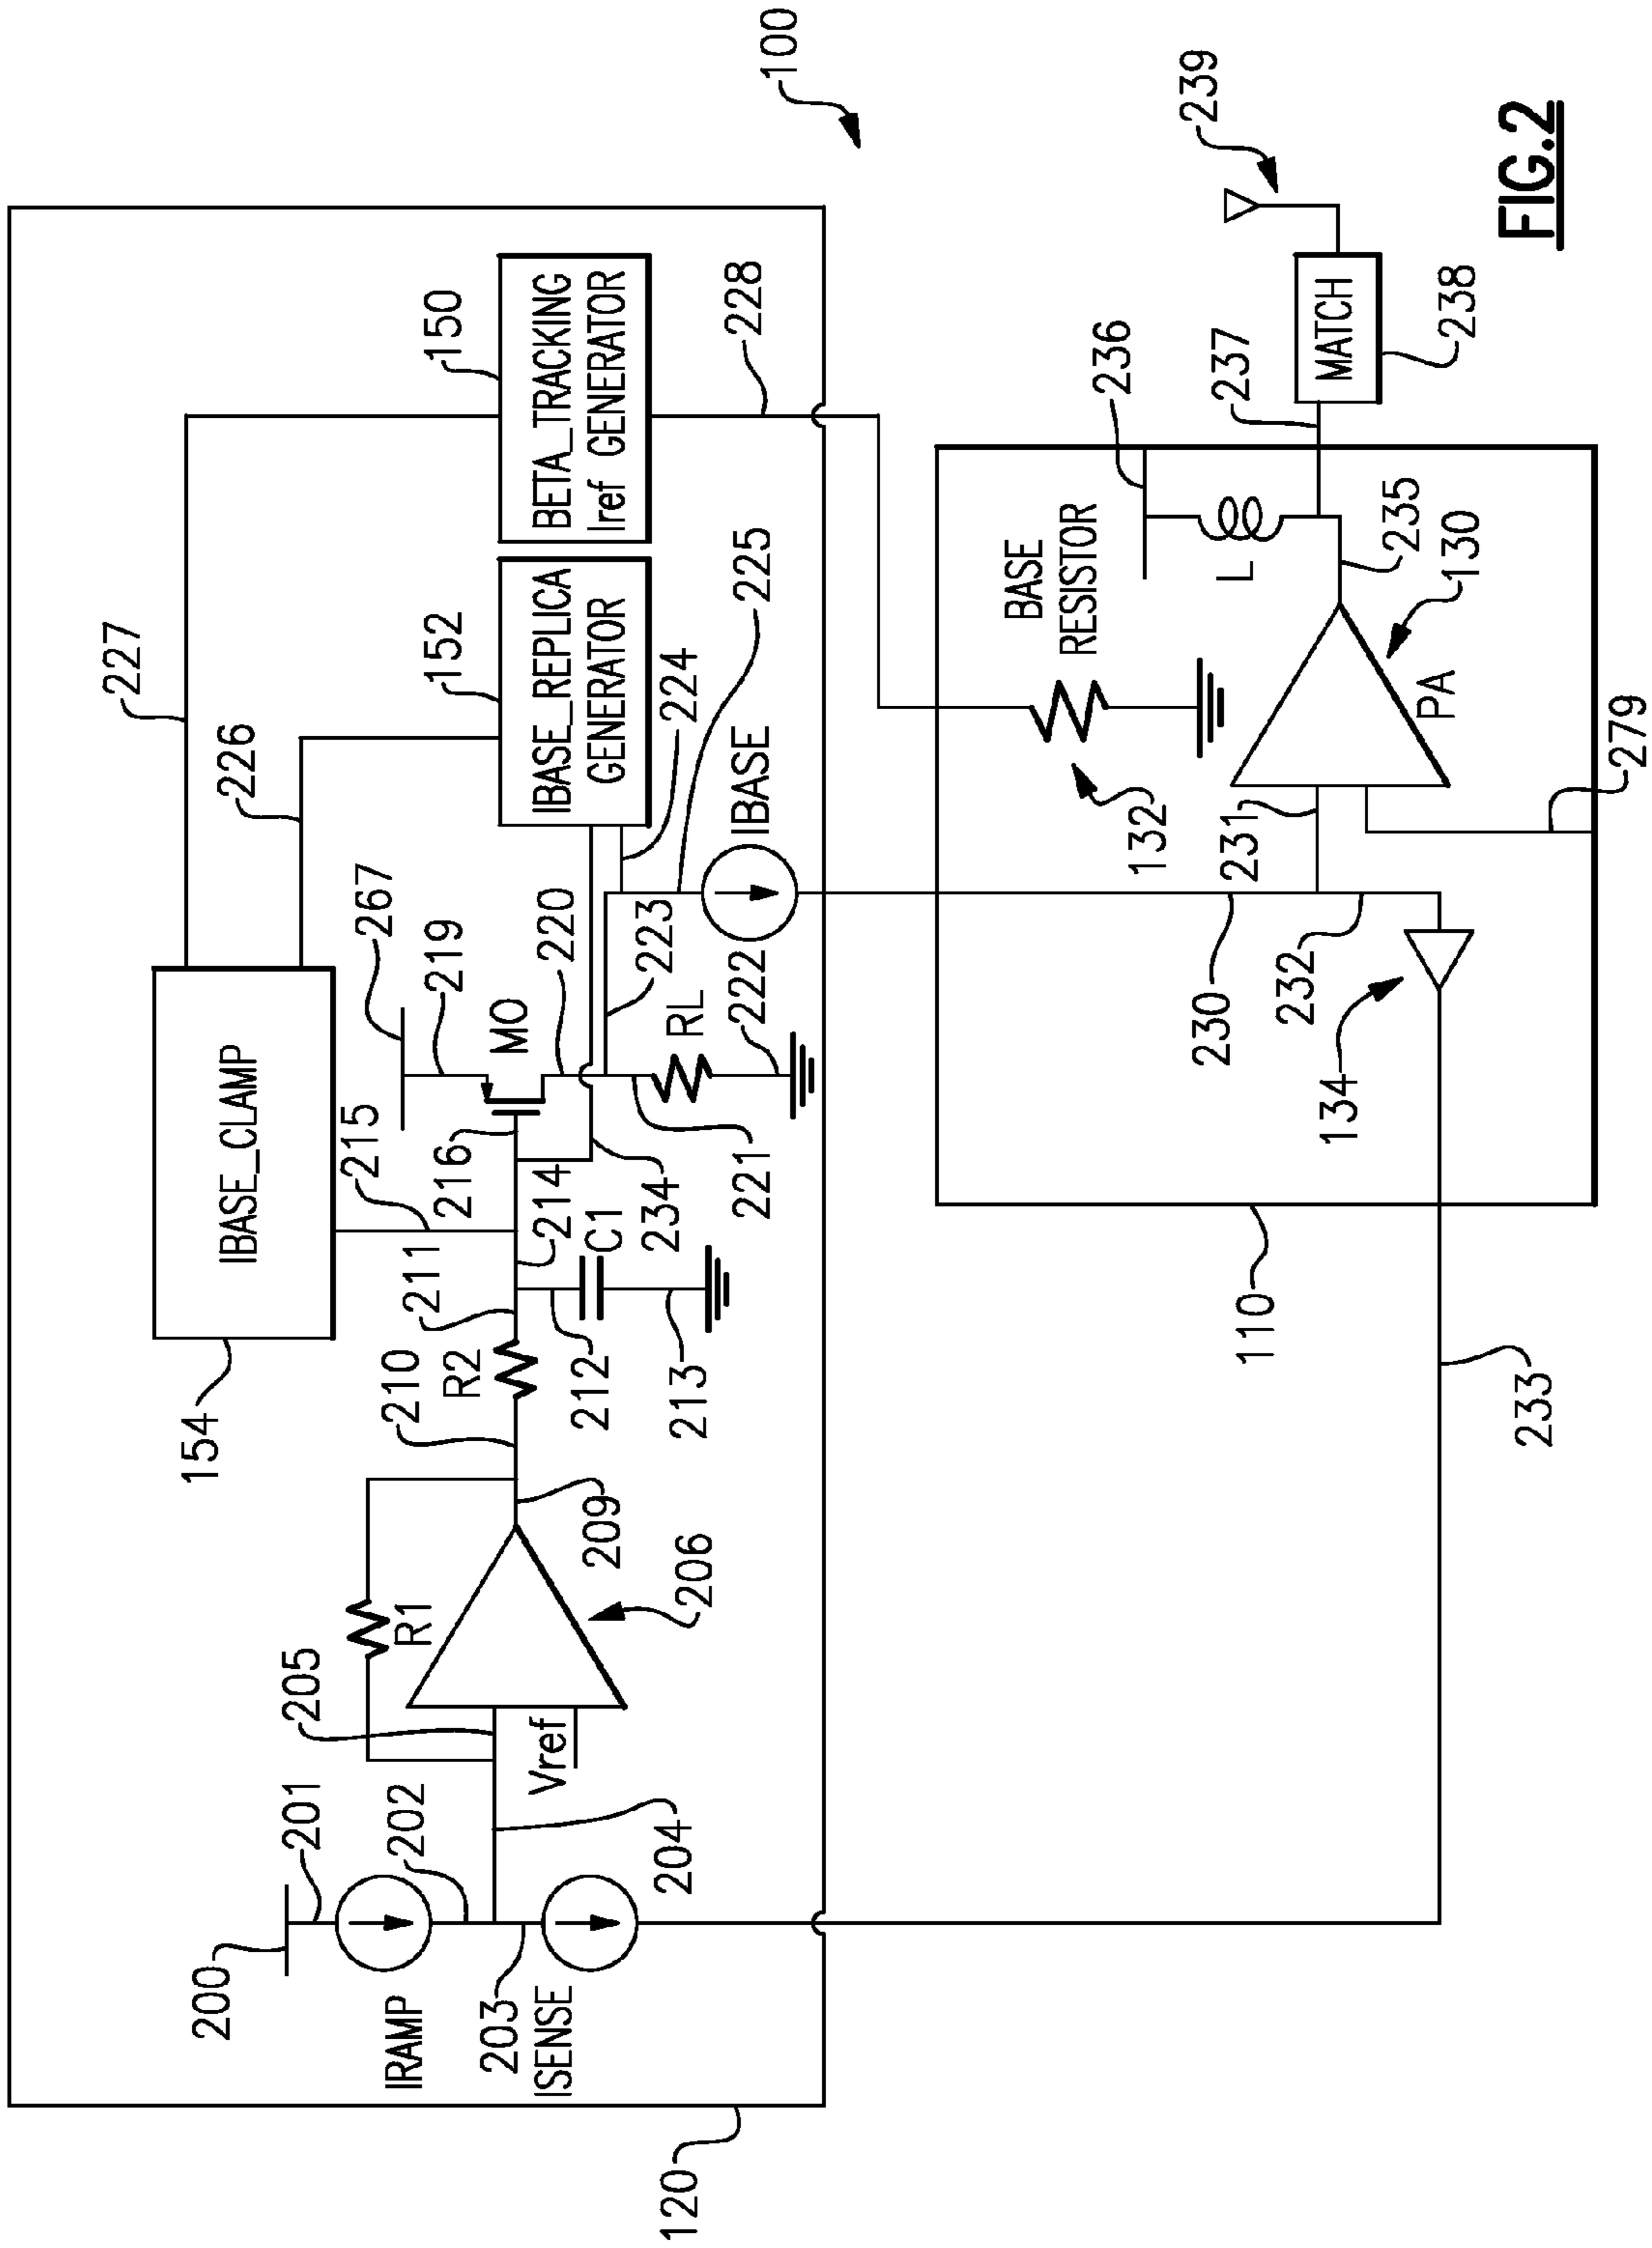 227
226
150
BETA_TRACKING
Iref GENERATOR
228
100
152
IBASE_REPLICA
GENERATOR
224
225
IBASE
154
IBASE_CLAMP
215
267
219
MO
216
220
223
RL
222
221
234
214
C1
211
210
R2
212
213
209
R1
206
205
Vref
204
200
201
202
IRAMP
203
ISENSE
120
239
236
237
MATCH
238
BASE
RESISTOR
132
L
235
130
PA
231
279
230
232
134
110
233
FIG.2